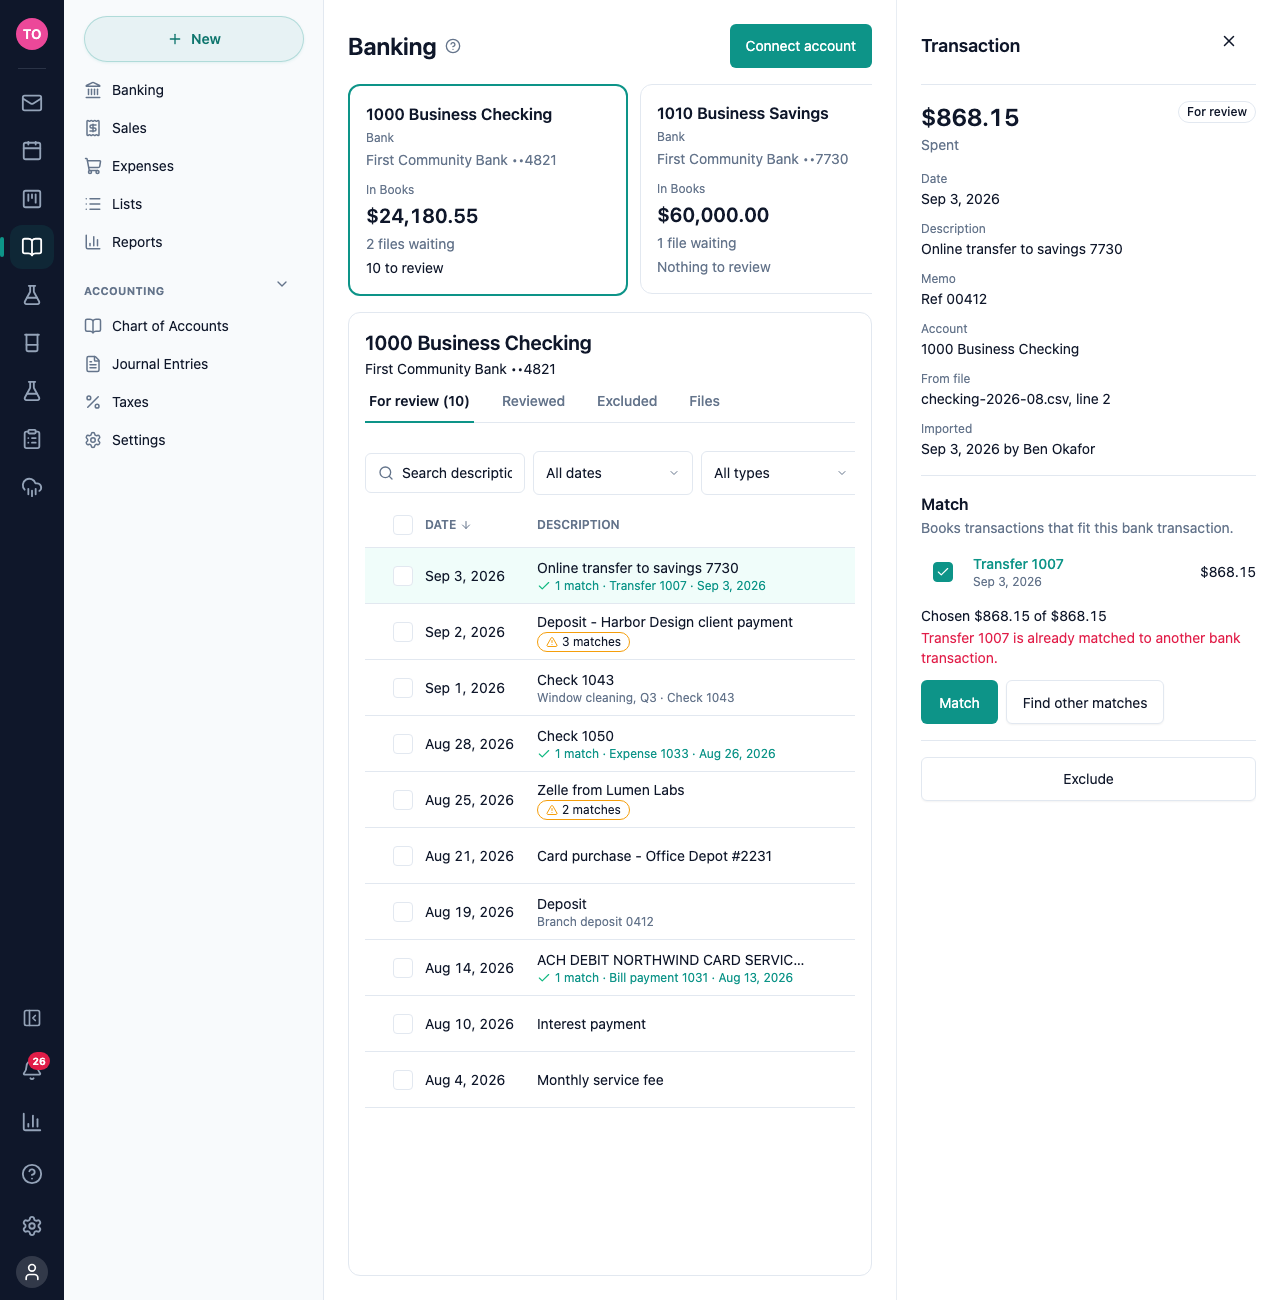 TO
New
Banking
Sales
Expenses
Lists
Reports
ACCOUNTING
Chart of Accounts
Journal Entries
Taxes
Settings
26
Banking
Connect account
1000 Business Checking
Bank
First Community Bank ••4821
In Books
$24,180.55
2 files waiting
10 to review
1010 Business Savings
Bank
First Community Bank ••7730
In Books
$60,000.00
1 file waiting
Nothing to review
1000 Business Checking
First Community Bank ••4821
For review (10)
Reviewed
Excluded
Files
Search descriptic
All dates
All types
DATE
DESCRIPTION
Sep 3, 2026
Online transfer to savings 7730
1 match · Transfer 1007 · Sep 3, 2026
Sep 2, 2026
Deposit - Harbor Design client payment
3 matches
Sep 1, 2026
Check 1043
Window cleaning, Q3 · Check 1043
Aug 28, 2026
Check 1050
1 match · Expense 1033 · Aug 26, 2026
Aug 25, 2026
Zelle from Lumen Labs
2 matches
Aug 21, 2026
Card purchase - Office Depot #2231
Aug 19, 2026
Deposit
Branch deposit 0412
Aug 14, 2026
ACH DEBIT NORTHWIND CARD SERVIC...
1 match · Bill payment 1031 · Aug 13, 2026
Aug 10, 2026
Interest payment
Aug 4, 2026
Monthly service fee
Transaction
$868.15
For review
Spent
Date
Sep 3, 2026
Description
Online transfer to savings 7730
Memo
Ref 00412
Account
1000 Business Checking
From file
checking-2026-08.csv, line 2
Imported
Sep 3, 2026 by Ben Okafor
Match
Books transactions that fit this bank transaction.
Transfer 1007
Sep 3, 2026
$868.15
Chosen $868.15 of $868.15
Transfer 1007 is already matched to another bank
transaction.
Match
Find other matches
Exclude